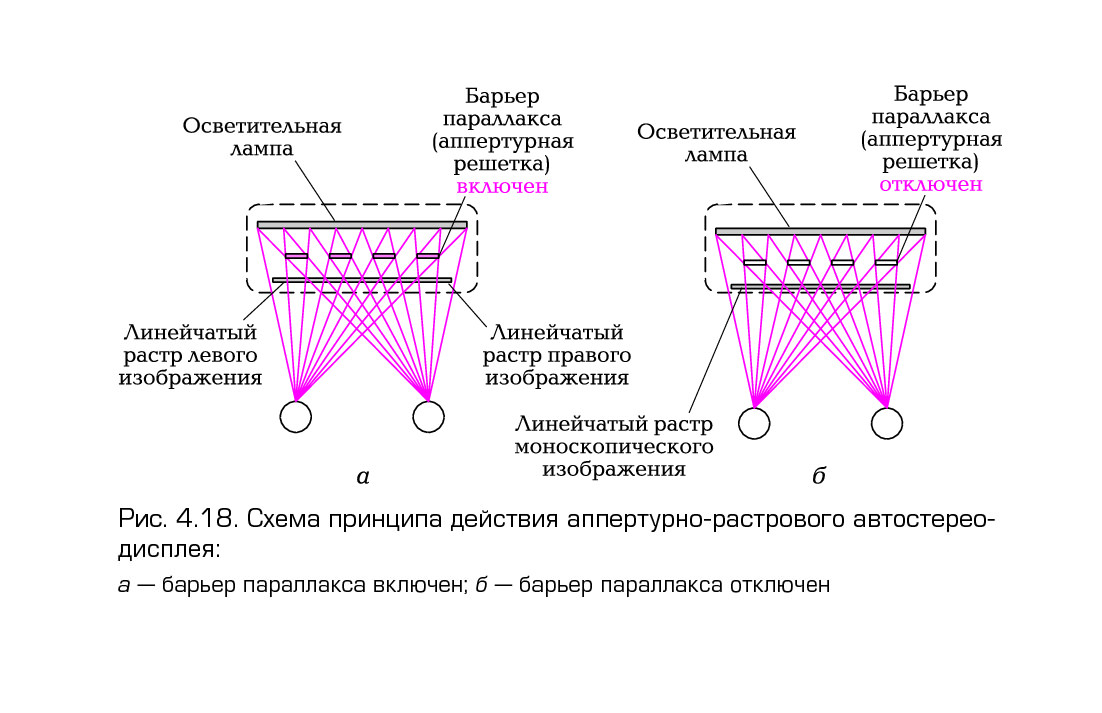 Осветительная
лампа
Барьер
параллакса
(аппертурная
решетка)
включен
Линейчатый
растр левого
изображения
Линейчатый
растр правого
изображения
а
Осветительная
лампа
Барьер
параллакса
(аппертурная
решетка)
отключен
Линейчатый растр
моноскопического
изображения
б
Рис. 4.18. Схема принципа действия аппертурно-растрового автостерео-
дисплея:
а — барьер параллакса включен; б — барьер параллакса отключен